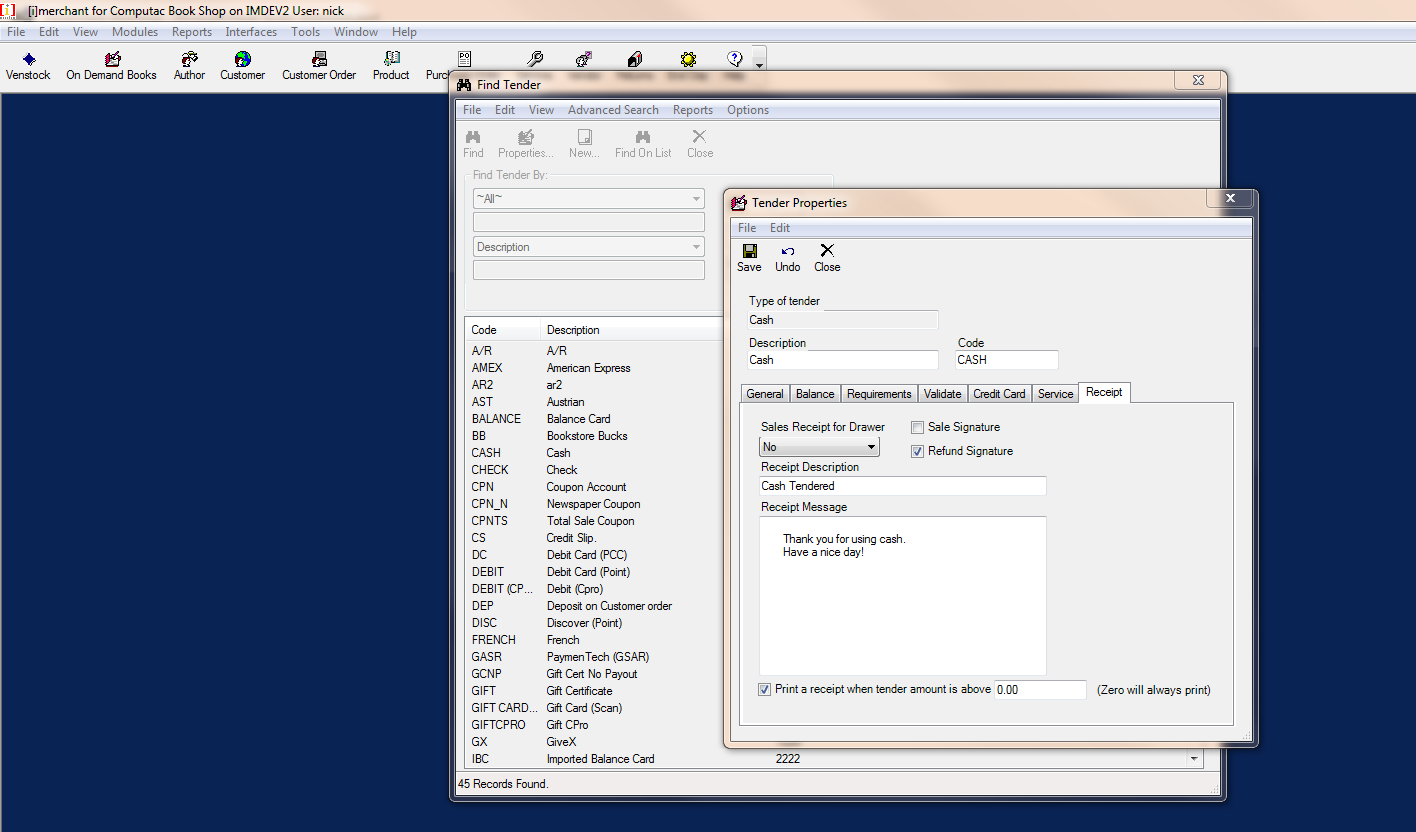 [i] [i]merchant for Computac Book Shop on IMDEV2 User: nick
File Edit View Modules Reports Interfaces Tools Window Help
Venstock On Demand Books Author Customer Customer Order Product
Find Tender
File Edit View Advanced Search Reports Options
Find Properties... New... Find On List Close
Find Tender By:
~All~
Description
Code Description
A/R A/R
AMEX American Express
AR2 ar2
AST Austrian
BALANCE Balance Card
BB Bookstore Bucks
CASH Cash
CHECK Check
CPN Coupon Account
CPN_N Newspaper Coupon
CPNTS Total Sale Coupon
CS Credit Slip.
DC Debit Card (PCC)
DEBIT Debit Card (Point)
DEBIT (CP... Debit (Cpro)
DEP Deposit on Customer order
DISC Discover (Point)
FRENCH French
GASR PaymenTech (GSAR)
GCNP Gift Cert No Payout
GIFT Gift Certificate
GIFT CARD... Gift Card (Scan)
GIFTCPRO Gift CPro
GX GiveX
IBC Imported Balance Card 2222
45 Records Found.
Tender Properties
File Edit
Save Undo Close
Type of tender
Cash
Description Code
Cash CASH
General Balance Requirements Validate Credit Card Service Receipt
Sales Receipt for Drawer Sale Signature
No Refund Signature
Receipt Description
Cash Tendered
Receipt Message
Thank you for using cash.
Have a nice day!
Print a receipt when tender amount is above 0.00 (Zero will always print)